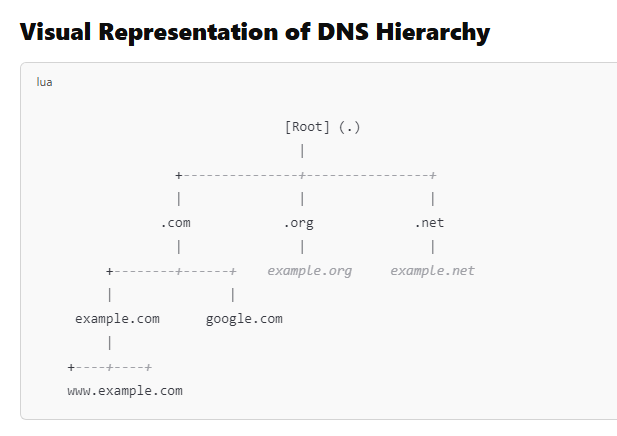 Visual Representation of DNS Hierarchy
lua
[Root] (.)
|
+---------------+----------------+
| | |
.com .org .net
| | |
+--------+------+ example.org example.net
| |
example.com google.com
|
+----+----+
www.example.com